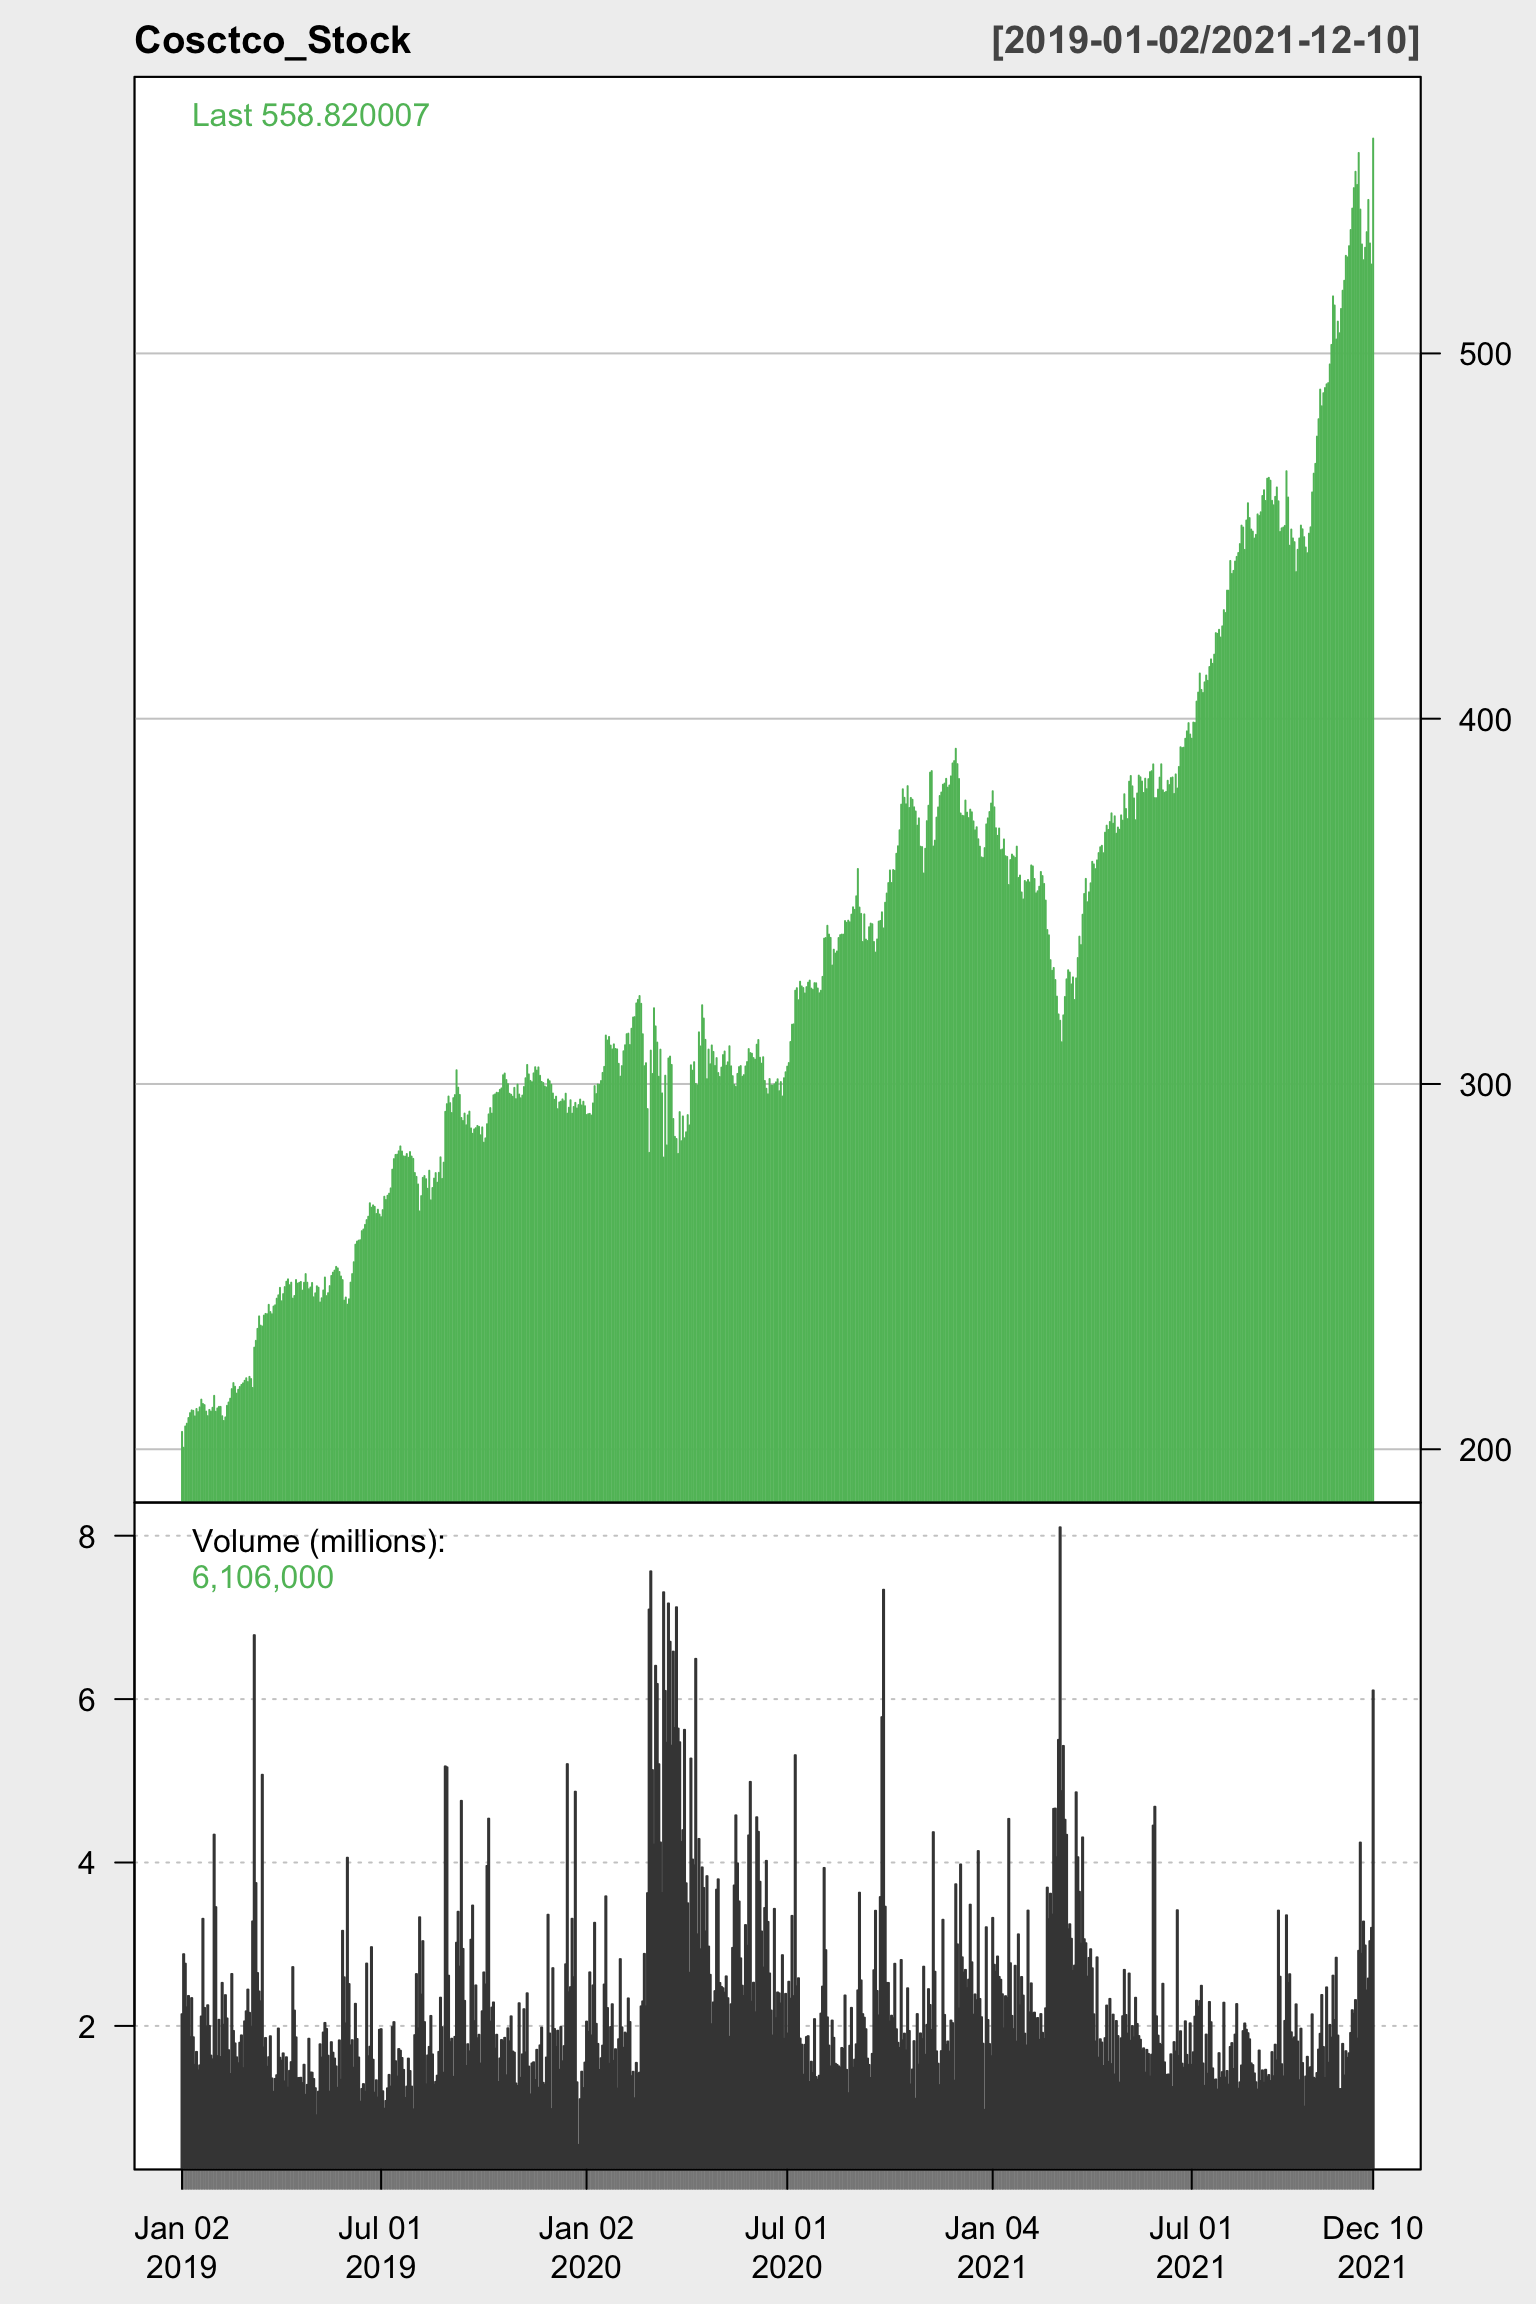 Cosctco_Stock [2019-01-02/2021-12-10]
Last 558.820007
500
400
300
200
8
Volume (millions):
6,106,000
6
4
2
Jan 02 Jul 01 Jan 02 Jul 01 Jan 04 Jul 01 Dec 10
2019 2019 2020 2020 2021 2021 2021